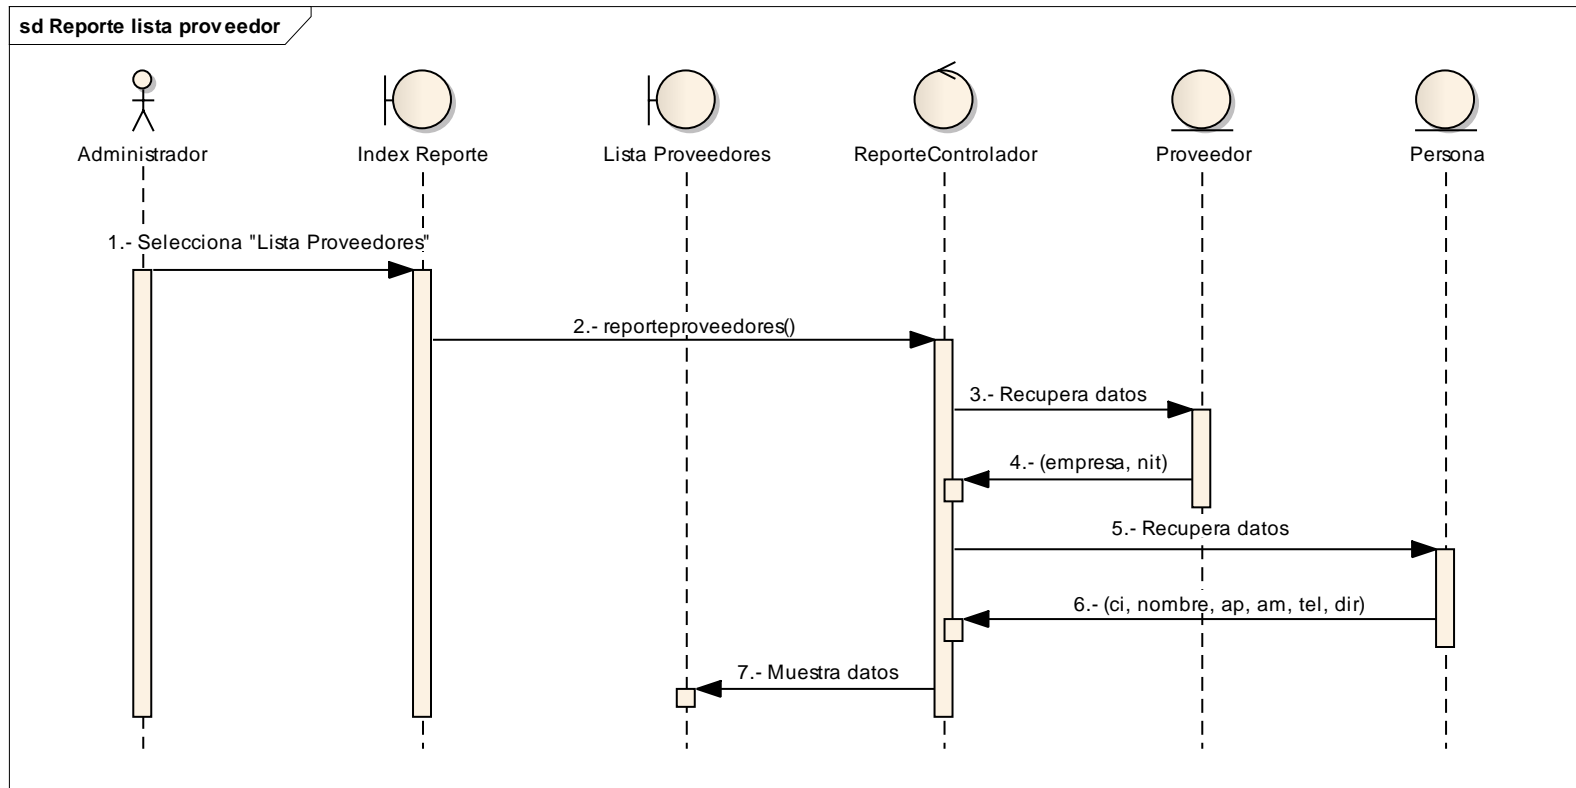 sd Reporte lista proveedor
Administrador
Index Reporte
Lista Proveedores
ReporteControlador
Proveedor
Persona
1.- Selecciona "Lista Proveedores"
2.- reporteproveedores()
3.- Recupera datos
4.- (empresa, nit)
5.- Recupera datos
6.- (ci, nombre, ap, am, tel, dir)
7.- Muestra datos